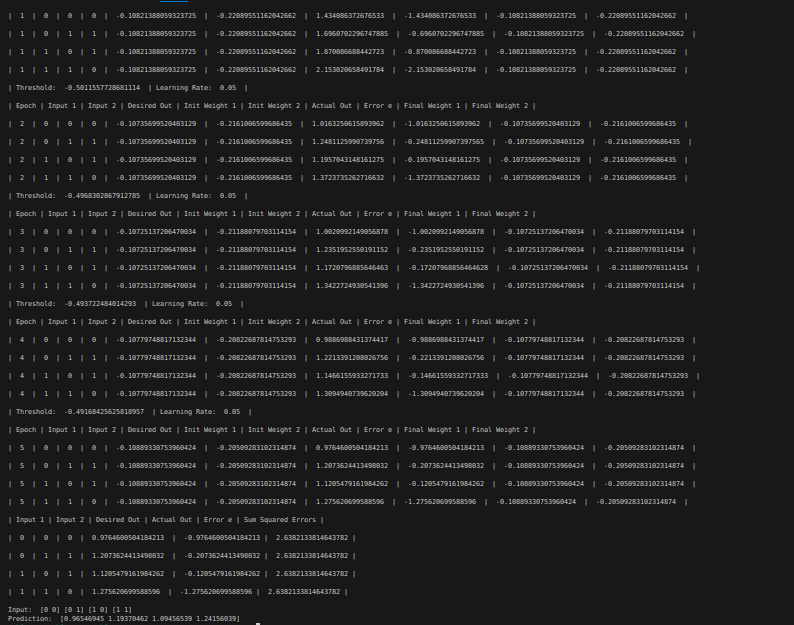 |  1  |  0  |  0  |  0  |  -0.10821388059323725  |  -0.22089551162042662  |  1.434086372676533  |  -1.434086372676533  |  -0.10821388059323725  |  -0.22089551162042662  |
|  1  |  0  |  1  |  1  |  -0.10821388059323725  |  -0.22089551162042662  |  1.6960702296747885  |  -0.6960702296747885  |  -0.10821388059323725  |  -0.22089551162042662  |
|  1  |  1  |  0  |  1  |  -0.10821388059323725  |  -0.22089551162042662  |  1.870086688442723  |  -0.870086688442723  |  -0.10821388059323725  |  -0.22089551162042662  |
|  1  |  1  |  1  |  0  |  -0.10821388059323725  |  -0.22089551162042662  |  2.153020658491784  |  -2.153020658491784  |  -0.10821388059323725  |  -0.22089551162042662  |
| Threshold:  -0.5011557728681114  | Learning Rate:  0.05  |
| Epoch | Input 1 | Input 2 | Desired Out | Init Weight 1 | Init Weight 2 | Actual Out | Error e | Final Weight 1 | Final Weight 2 |
|  2  |  0  |  0  |  0  |  -0.10735699520403129  |  -0.2161006599686435  |  1.0163250615893962  |  -1.0163250615893962  |  -0.10735699520403129  |  -0.2161006599686435  |
|  2  |  0  |  1  |  1  |  -0.10735699520403129  |  -0.2161006599686435  |  1.2481125990739756  |  -0.24811259907397565  |  -0.10735699520403129  |  -0.2161006599686435  |
|  2  |  1  |  0  |  1  |  -0.10735699520403129  |  -0.2161006599686435  |  1.1957043148161275  |  -0.1957043148161275  |  -0.10735699520403129  |  -0.2161006599686435  |
|  2  |  1  |  1  |  0  |  -0.10735699520403129  |  -0.2161006599686435  |  1.3723735262716632  |  -1.3723735262716632  |  -0.10735699520403129  |  -0.2161006599686435  |
| Threshold:  -0.4968302867912785  | Learning Rate:  0.05  |
| Epoch | Input 1 | Input 2 | Desired Out | Init Weight 1 | Init Weight 2 | Actual Out | Error e | Final Weight 1 | Final Weight 2 |
|  3  |  0  |  0  |  0  |  -0.10725137206470034  |  -0.21188079703114154  |  1.0020992149056878  |  -1.0020992149056878  |  -0.10725137206470034  |  -0.21188079703114154  |
|  3  |  0  |  1  |  1  |  -0.10725137206470034  |  -0.21188079703114154  |  1.2351952550191152  |  -0.2351952550191152  |  -0.10725137206470034  |  -0.21188079703114154  |
|  3  |  1  |  0  |  1  |  -0.10725137206470034  |  -0.21188079703114154  |  1.1720796885646463  |  -0.17207968856464628  |  -0.10725137206470034  |  -0.21188079703114154  |
|  3  |  1  |  1  |  0  |  -0.10725137206470034  |  -0.21188079703114154  |  1.3422724930541396  |  -1.3422724930541396  |  -0.10725137206470034  |  -0.21188079703114154  |
| Threshold:  -0.493722484014293  | Learning Rate:  0.05  |
| Epoch | Input 1 | Input 2 | Desired Out | Init Weight 1 | Init Weight 2 | Actual Out | Error e | Final Weight 1 | Final Weight 2 |
|  4  |  0  |  0  |  0  |  -0.10779748817132344  |  -0.20822687814753293  |  0.9886988431374417  |  -0.9886988431374417  |  -0.10779748817132344  |  -0.20822687814753293  |
|  4  |  0  |  1  |  1  |  -0.10779748817132344  |  -0.20822687814753293  |  1.2213391208026756  |  -0.2213391208026756  |  -0.10779748817132344  |  -0.20822687814753293  |
|  4  |  1  |  0  |  1  |  -0.10779748817132344  |  -0.20822687814753293  |  1.1466155933271733  |  -0.14661559332717333  |  -0.10779748817132344  |  -0.20822687814753293  |
|  4  |  1  |  1  |  0  |  -0.10779748817132344  |  -0.20822687814753293  |  1.3094940739620204  |  -1.3094940739620204  |  -0.10779748817132344  |  -0.20822687814753293  |
| Threshold:  -0.49168425625818957  | Learning Rate:  0.05  |
| Epoch | Input 1 | Input 2 | Desired Out | Init Weight 1 | Init Weight 2 | Actual Out | Error e | Final Weight 1 | Final Weight 2 |
|  5  |  0  |  0  |  0  |  -0.10889330753960424  |  -0.20509283102314874  |  0.9764600504184213  |  -0.9764600504184213  |  -0.10889330753960424  |  -0.20509283102314874  |
|  5  |  0  |  1  |  1  |  -0.10889330753960424  |  -0.20509283102314874  |  1.2073624413498032  |  -0.2073624413498032  |  -0.10889330753960424  |  -0.20509283102314874  |
|  5  |  1  |  0  |  1  |  -0.10889330753960424  |  -0.20509283102314874  |  1.1205479161984262  |  -0.1205479161984262  |  -0.10889330753960424  |  -0.20509283102314874  |
|  5  |  1  |  1  |  0  |  -0.10889330753960424  |  -0.20509283102314874  |  1.275620699588596  |  -1.275620699588596  |  -0.10889330753960424  |  -0.20509283102314874  |
| Input 1 | Input 2 | Desired Out | Actual Out | Error e | Sum Squared Errors |
|  0  |  0  |  0  |  0.9764600504184213  |  -0.9764600504184213 |  2.6382133814643782 |
|  0  |  1  |  1  |  1.2073624413498032  |  -0.2073624413498032 |  2.6382133814643782 |
|  1  |  0  |  1  |  1.1205479161984262  |  -0.1205479161984262 |  2.6382133814643782 |
|  1  |  1  |  0  |  1.275620699588596  |  -1.275620699588596 |  2.6382133814643782 |
Input:  [0 0] [0 1] [1 0] [1 1]
Prediction:  [0.96546945 1.19370462 1.09456539 1.24156039]